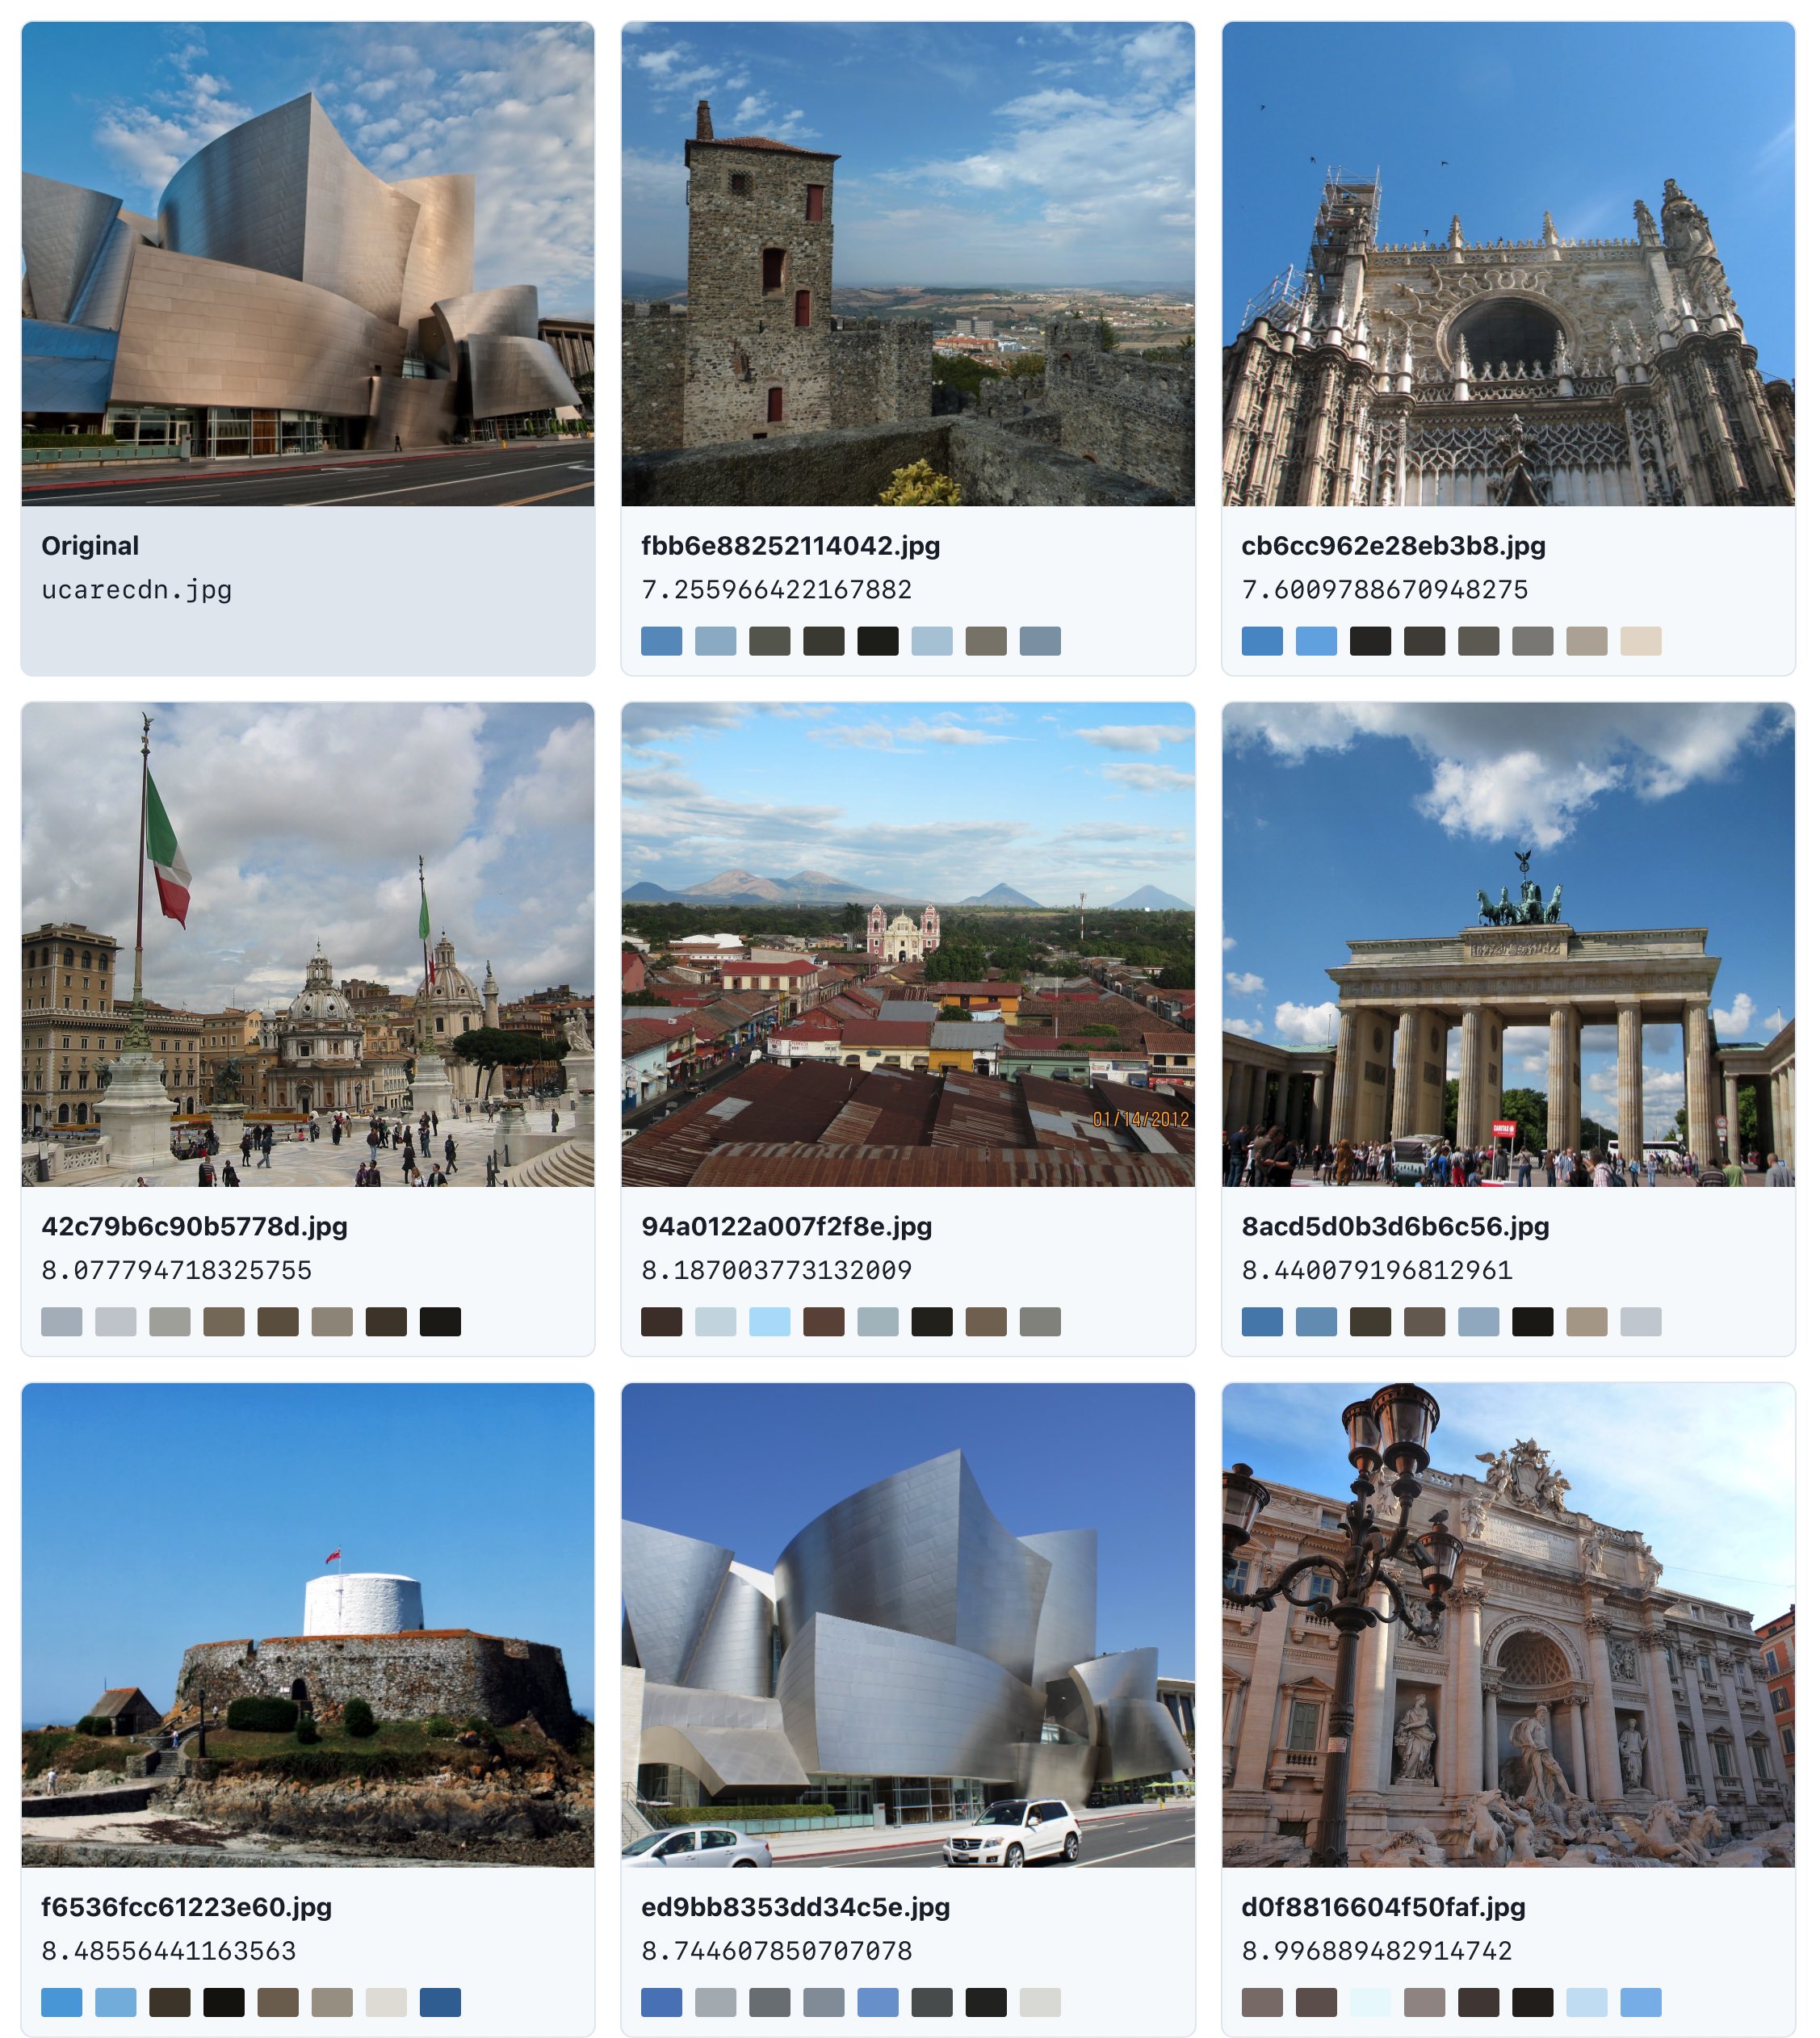 Original
ucarecdn.jpg
fbb6e88252114042.jpg
7.255966422167882
cb6cc962e28eb3b8.jpg
7.6009788670948275
01/14/2012
42c79b6c90b5778d.jpg
8.077794718325755
94a0122a007f2f8e.jpg
8.187003773132009
8acd5d0b3d6b6c56.jpg
8.440079196812961
f6536fcc61223e60.jpg
8.48556441163563
ed9bb8353dd34c5e.jpg
8.744607850707078
d0f8816604f50faf.jpg
8.996889482914742